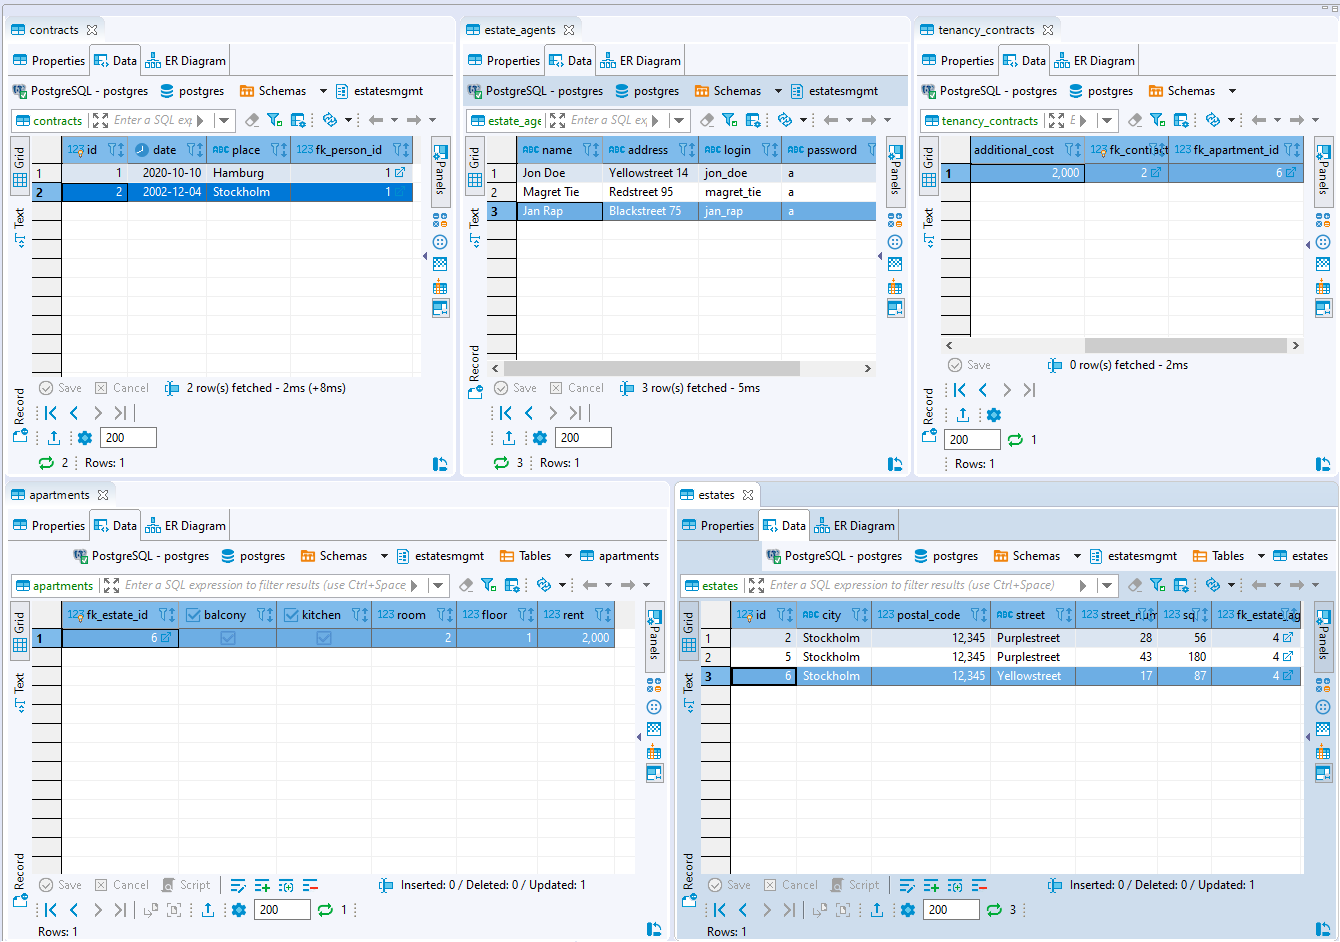 contracts
Properties Data ER Diagram
PostgreSQL - postgres postgres Schemas estatesmgmt
contracts Enter a SQL exp
Grid
Text
Record
Panels
123 id date ABC place 123 fk_person_id
1 1 2020-10-10 Hamburg 1
2 2 2002-12-04 Stockholm 1
Save Cancel 2 row(s) fetched - 2ms (+8ms)
200
2 Rows: 1
estate_agents
Properties Data ER Diagram
PostgreSQL - postgres postgres Schemas estatesmgmt
estate_age Enter a SQL exp
Grid
Text
Record
Panels
ABC name ABC address ABC login ABC password
1 Jon Doe Yellowstreet 14 jon_doe a
2 Magret Tie Redstreet 95 magret_tie a
3 Jan Rap Blackstreet 75 jan_rap a
Save Cancel 3 row(s) fetched - 5ms
200
3 Rows: 1
tenancy_contracts
Properties Data ER Diagram
PostgreSQL - postgres postgres Schemas
tenancy_contracts E
Grid
Text
Record
Panels
additional_cost 123 fk_contract 123 fk_apartment_id
1 2,000 2 6
Save 0 row(s) fetched - 2ms
200 1
Rows: 1
apartments
Properties Data ER Diagram
PostgreSQL - postgres postgres Schemas estatesmgmt Tables apartments
apartments Enter a SQL expression to filter results (use Ctrl+Space
Grid
Text
Record
Panels
123 fk_estate_id balcony kitchen 123 room 123 floor 123 rent
1 6 2 1 2,000
Save Cancel Script Inserted: 0 / Deleted: 0 / Updated: 1
200 1
Rows: 1
estates
Properties Data ER Diagram
PostgreSQL - postgres postgres Schemas estatesmgmt Tables estates
estates Enter a SQL expression to filter results (use Ctrl+Space)
Grid
Text
Record
Panels
123 id ABC city 123 postal_code ABC street 123 street_num 123 sq 123 fk_estate_ag
1 2 Stockholm 12,345 Purplestreet 28 56 4
2 5 Stockholm 12,345 Purplestreet 43 180 4
3 6 Stockholm 12,345 Yellowstreet 17 87 4
Save Cancel Script Inserted: 0 / Deleted: 0 / Updated: 1
200 3
Rows: 1